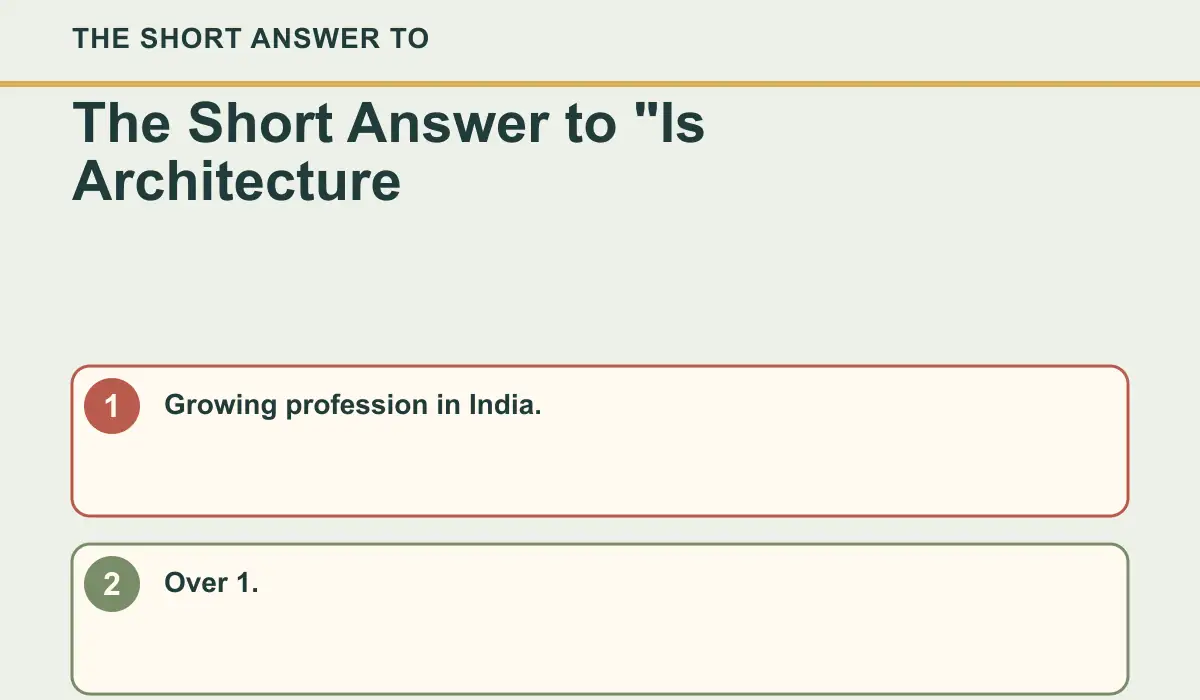 THE SHORT ANSWER TO
The Short Answer to "Is
Architecture
1
Growing profession in India.
2
Over 1.